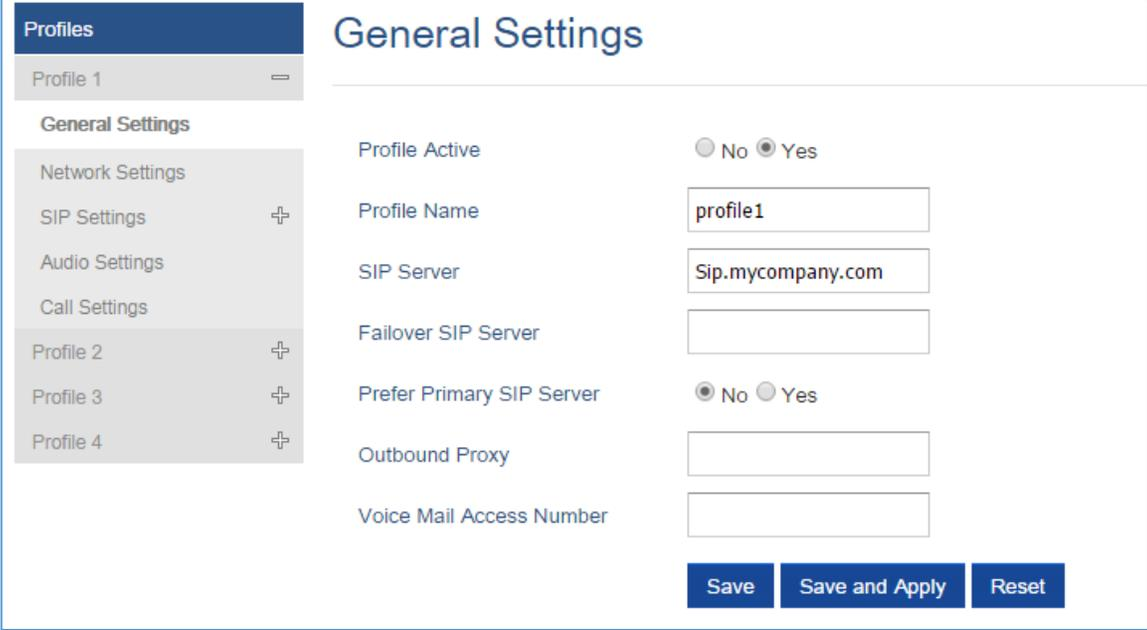 Profiles
Profile 1
General Settings
Network Settings
SIP Settings
Audio Settings
Call Settings
Profile 2
Profile 3
Profile 4
General Settings
Profile Active No Yes
Profile Name profile1
SIP Server Sip.mycompany.com
Failover SIP Server
Prefer Primary SIP Server No Yes
Outbound Proxy
Voice Mail Access Number
Save Save and Apply Reset